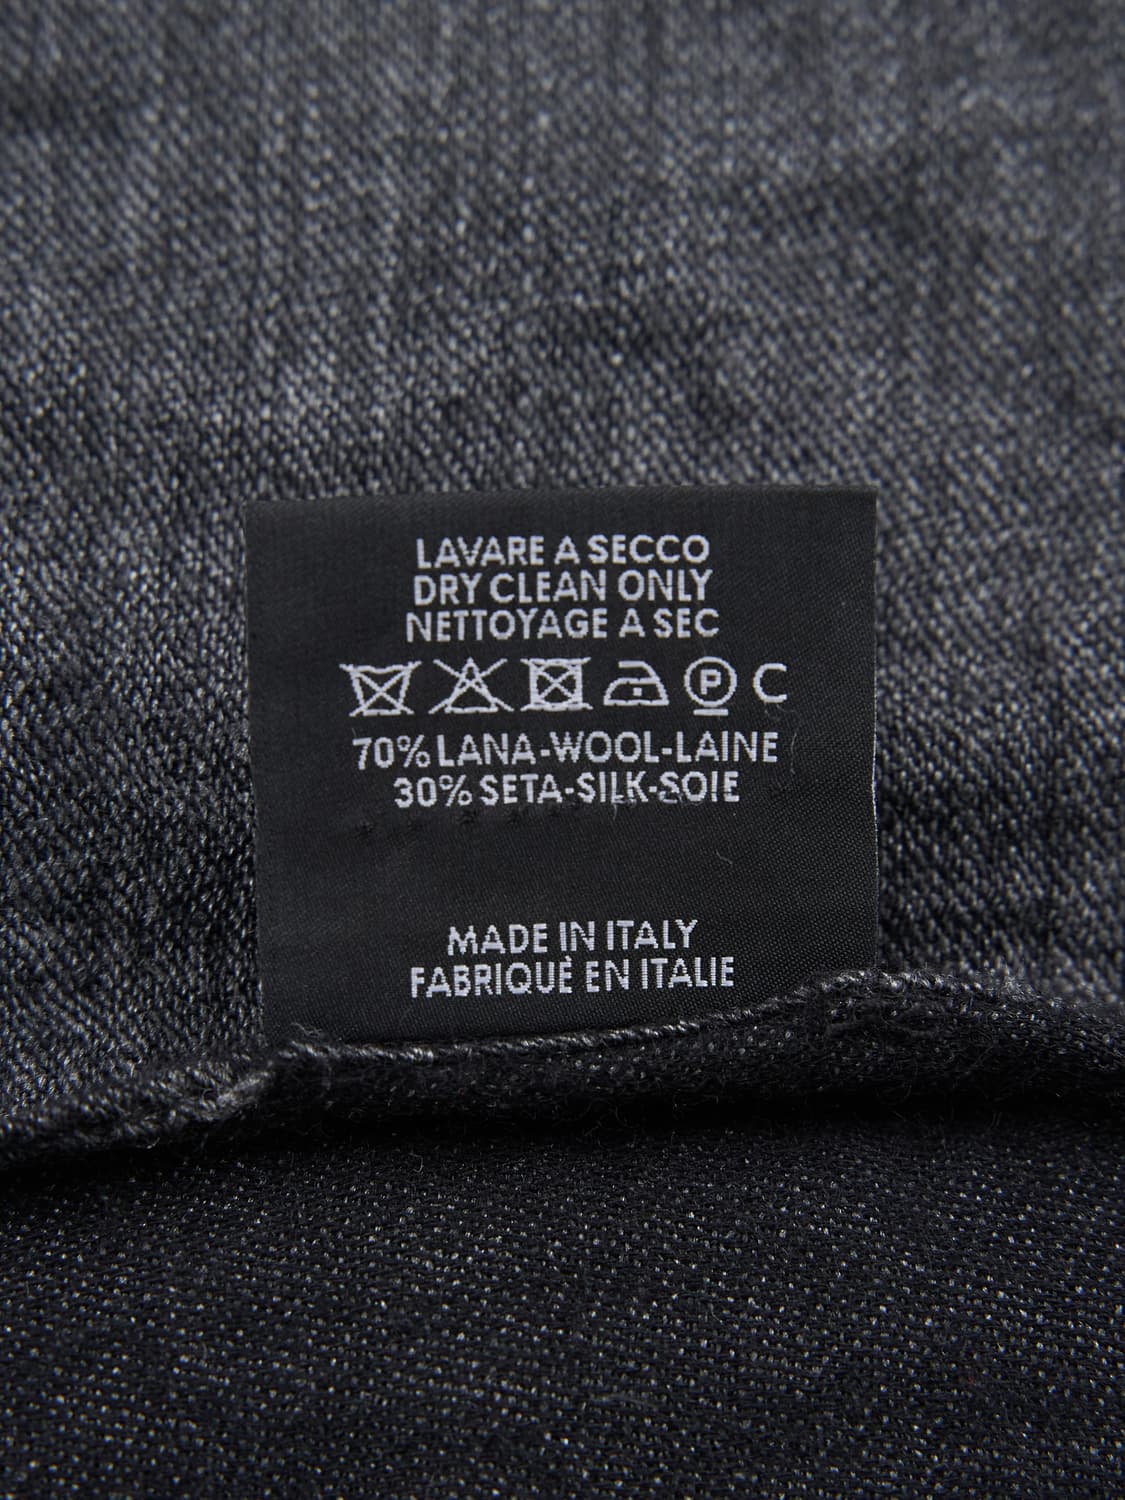 LAVARE A SECCO
DRY CLEAN ONLY
NETTOYAGE A SEC
P C
70% LANA-WOOL-LAINE
30% SETA-SILK-SOIE
MADE IN ITALY
FABRIQUÈ EN ITALIE